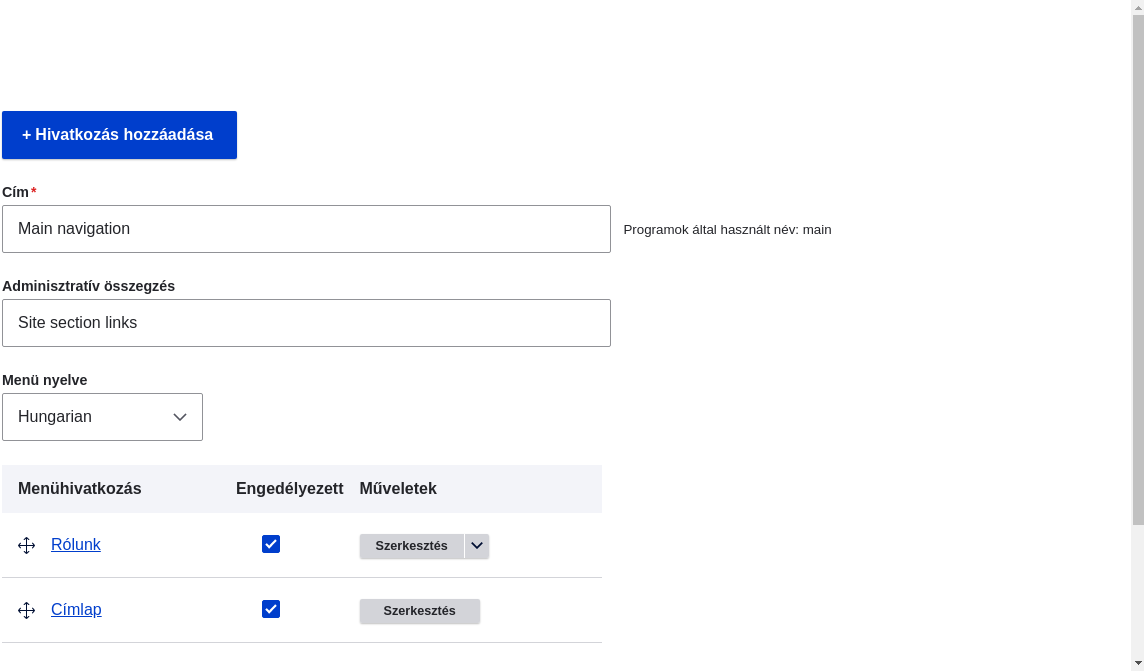 + Hivatkozás hozzáadása
Cím*
Main navigation
Programok által használt név: main
Adminisztratív összegzés
Site section links
Menü nyelve
Hungarian
Menühivatkozás Engedélyezett Műveletek
Rólunk Szerkesztés
Címlap Szerkesztés